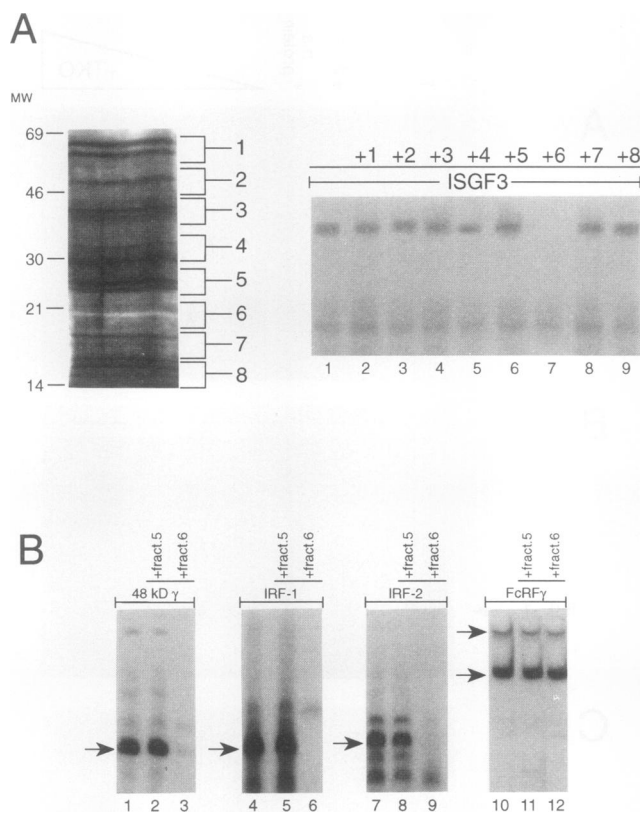 A
MW
69
46
30
21
14
1
2
3
4
5
6
7
8
+1 +2 +3 +4 +5 +6 +7 +8
ISGF3
1 2 3 4 5 6 7 8 9
B
+fract.5
+fract.6
+fract.5
+fract.6
+fract.5
+fract.6
+fract.5
+fract.6
48 kD γ
IRF-1
IRF-2
FcRFγ
1 2 3 4 5 6 7 8 9 10 11 12